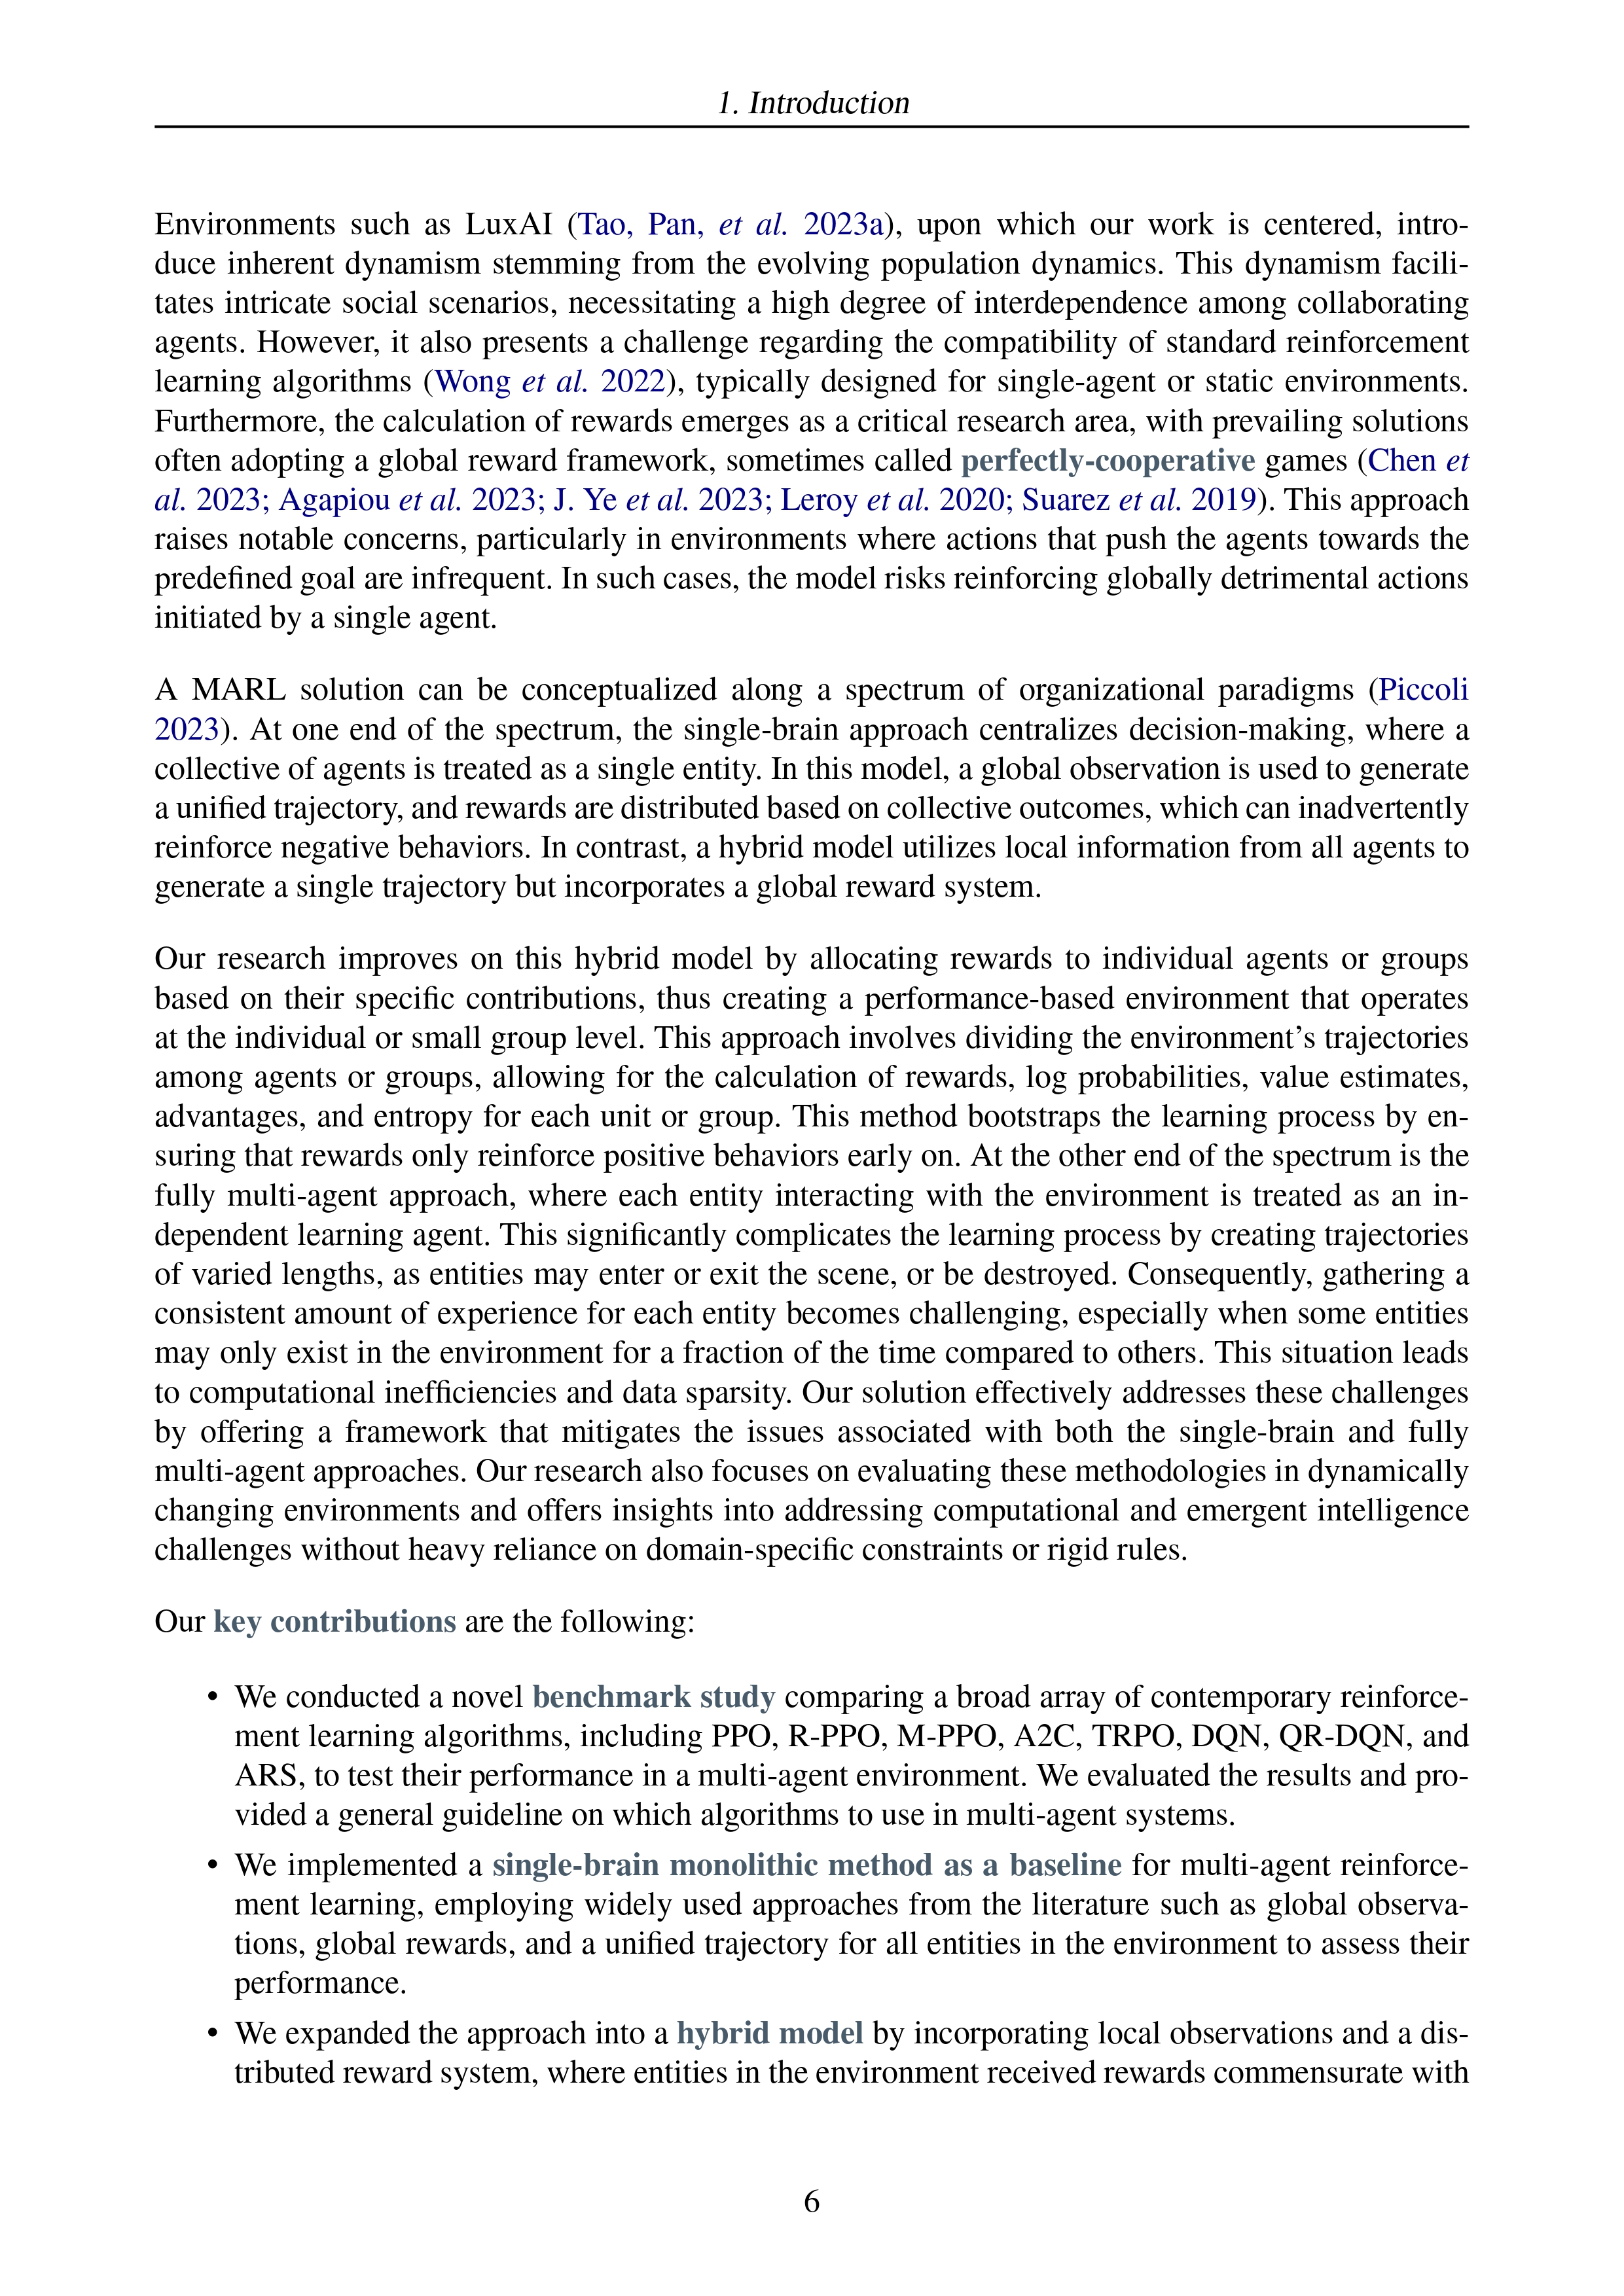 1. Introduction
Environments such as LuxAI (Tao, Pan, et al. 2023a), upon which our work is centered, intro-
duce inherent dynamism stemming from the evolving population dynamics. This dynamism facili-
tates intricate social scenarios, necessitating a high degree of interdependence among collaborating
agents. However, it also presents a challenge regarding the compatibility of standard reinforcement
learning algorithms (Wong et al. 2022), typically designed for single-agent or static environments.
Furthermore, the calculation of rewards emerges as a critical research area, with prevailing solutions
often adopting a global reward framework, sometimes called perfectly-cooperative games (Chen et
al. 2023; Agapiou et al. 2023; J. Ye et al. 2023; Leroy et al. 2020; Suarez et al. 2019). This approach
raises notable concerns, particularly in environments where actions that push the agents towards the
predefined goal are infrequent. In such cases, the model risks reinforcing globally detrimental actions
initiated by a single agent.
A MARL solution can be conceptualized along a spectrum of organizational paradigms (Piccoli
2023). At one end of the spectrum, the single-brain approach centralizes decision-making, where a
collective of agents is treated as a single entity. In this model, a global observation is used to generate
a unified trajectory, and rewards are distributed based on collective outcomes, which can inadvertently
reinforce negative behaviors. In contrast, a hybrid model utilizes local information from all agents to
generate a single trajectory but incorporates a global reward system.
Our research improves on this hybrid model by allocating rewards to individual agents or groups
based on their specific contributions, thus creating a performance-based environment that operates
at the individual or small group level. This approach involves dividing the environment's trajectories
among agents or groups, allowing for the calculation of rewards, log probabilities, value estimates,
advantages, and entropy for each unit or group. This method bootstraps the learning process by en-
suring that rewards only reinforce positive behaviors early on. At the other end of the spectrum is the
fully multi-agent approach, where each entity interacting with the environment is treated as an in-
dependent learning agent. This significantly complicates the learning process by creating trajectories
of varied lengths, as entities may enter or exit the scene, or be destroyed. Consequently, gathering a
consistent amount of experience for each entity becomes challenging, especially when some entities
may only exist in the environment for a fraction of the time compared to others. This situation leads
to computational inefficiencies and data sparsity. Our solution effectively addresses these challenges
by offering a framework that mitigates the issues associated with both the single-brain and fully
multi-agent approaches. Our research also focuses on evaluating these methodologies in dynamically
changing environments and offers insights into addressing computational and emergent intelligence
challenges without heavy reliance on domain-specific constraints or rigid rules.
Our key contributions are the following:
• We conducted a novel benchmark study comparing a broad array of contemporary reinforce-
ment learning algorithms, including PPO, R-PPO, M-PPO, A2C, TRPO, DQN, QR-DQN, and
ARS, to test their performance in a multi-agent environment. We evaluated the results and pro-
vided a general guideline on which algorithms to use in multi-agent systems.
• We implemented a single-brain monolithic method as a baseline for multi-agent reinforce-
ment learning, employing widely used approaches from the literature such as global observa-
tions, global rewards, and a unified trajectory for all entities in the environment to assess their
performance.
• We expanded the approach into a hybrid model by incorporating local observations and a dis-
tributed reward system, where entities in the environment received rewards commensurate with
6